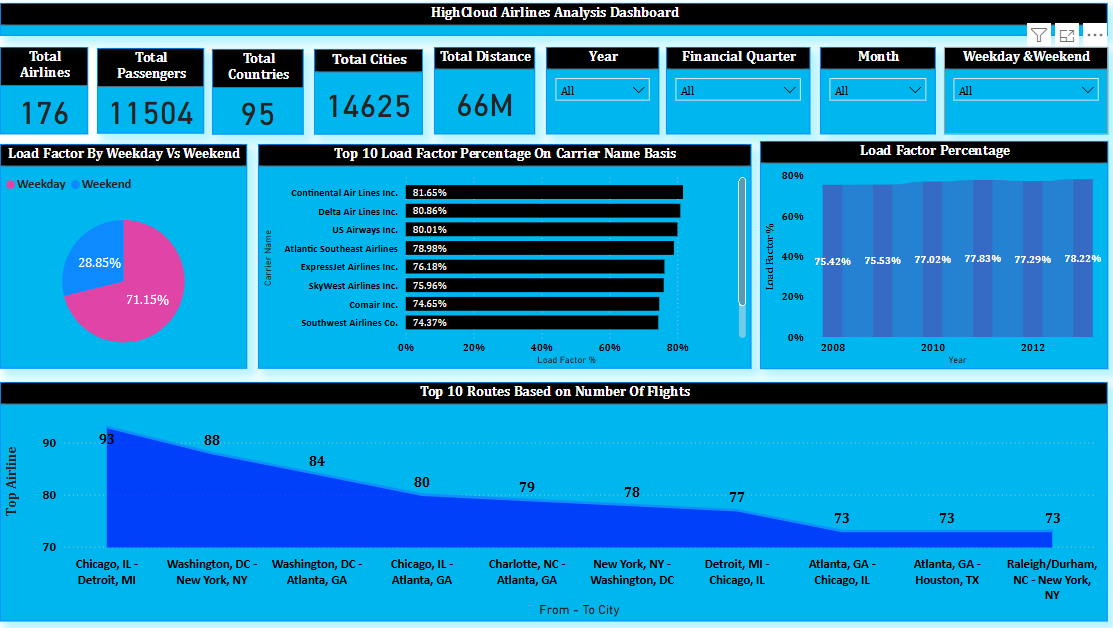 HighCloud Airlines Analysis Dashboard
Total Airlines
176
Total Passengers
11504
Total Countries
95
Total Cities
14625
Total Distance
66M
Year
All
Financial Quarter
All
Month
All
Weekday &Weekend
All
Load Factor By Weekday Vs Weekend
Weekday Weekend
28.85%
71.15%
Top 10 Load Factor Percentage On Carrier Name Basis
Carrier Name
Continental Air Lines Inc. 81.65%
Delta Air Lines Inc. 80.86%
US Airways Inc. 80.01%
Atlantic Southeast Airlines 78.98%
ExpressJet Airlines Inc. 76.18%
SkyWest Airlines Inc. 75.96%
Comair Inc. 74.65%
Southwest Airlines Co. 74.37%
0% 20% 40% 60% 80%
Load Factor %
Load Factor Percentage
Load Factor %
80%
60%
40%
20%
0%
75.42% 75.53% 77.02% 77.83% 77.29% 78.22%
2008 2010 2012
Year
Top 10 Routes Based on Number Of Flights
Top Airline
90
80
70
93 88 84 80 79 78 77 73 73 73
Chicago, IL - Detroit, MI
Washington, DC - New York, NY
Washington, DC - Atlanta, GA
Chicago, IL - Atlanta, GA
Charlotte, NC - Atlanta, GA
New York, NY - Washington, DC
Detroit, MI - Chicago, IL
Atlanta, GA - Chicago, IL
Atlanta, GA - Houston, TX
Raleigh/Durham, NC - New York, NY
From - To City